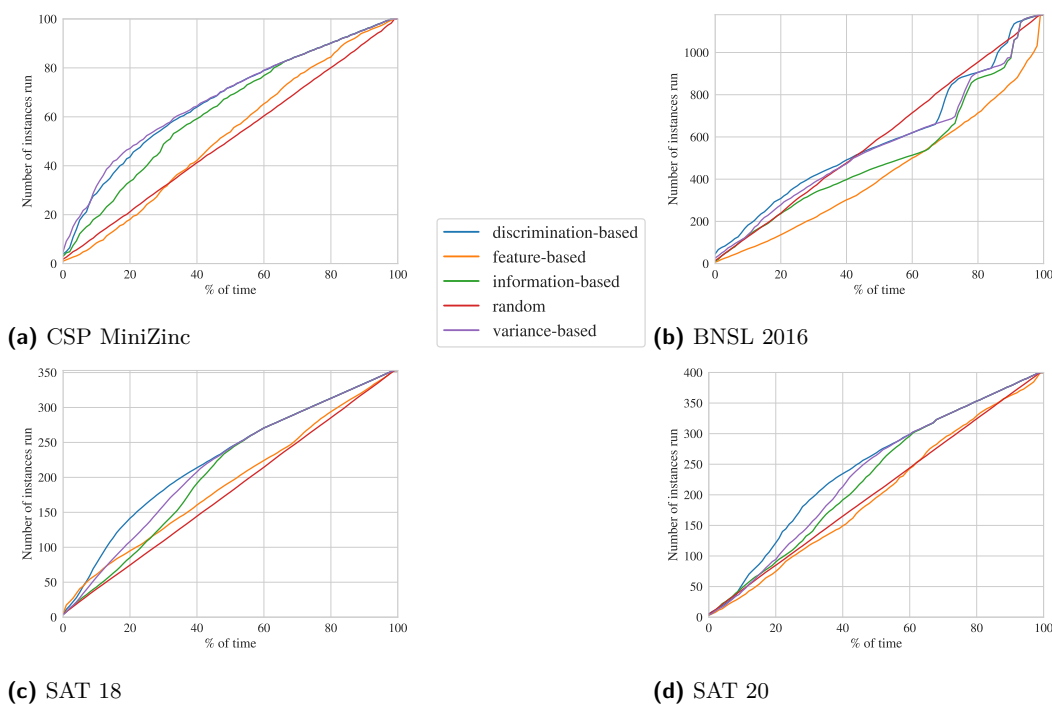 100
80
60
40
20
0
Number of instances run
0 20 40 60 80 100
% of time
(a) CSP MiniZinc
1000
800
600
400
200
0
Number of instances run
0 20 40 60 80 100
% of time
(b) BNSL 2016
discrimination-based
feature-based
information-based
random
variance-based
350
300
250
200
150
100
50
0
Number of instances run
0 20 40 60 80 100
% of time
(c) SAT 18
400
350
300
250
200
150
100
50
0
Number of instances run
0 20 40 60 80 100
% of time
(d) SAT 20